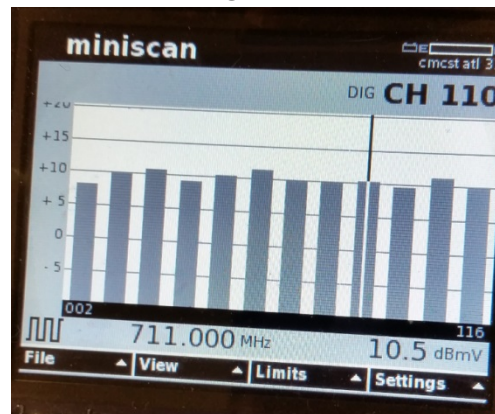 miniscan
E
cmcst atl 3
DIG CH 110
+20
+15
+10
+ 5
0
- 5
002 116
711.000 MHz 10.5 dBmV
File View Limits Settings